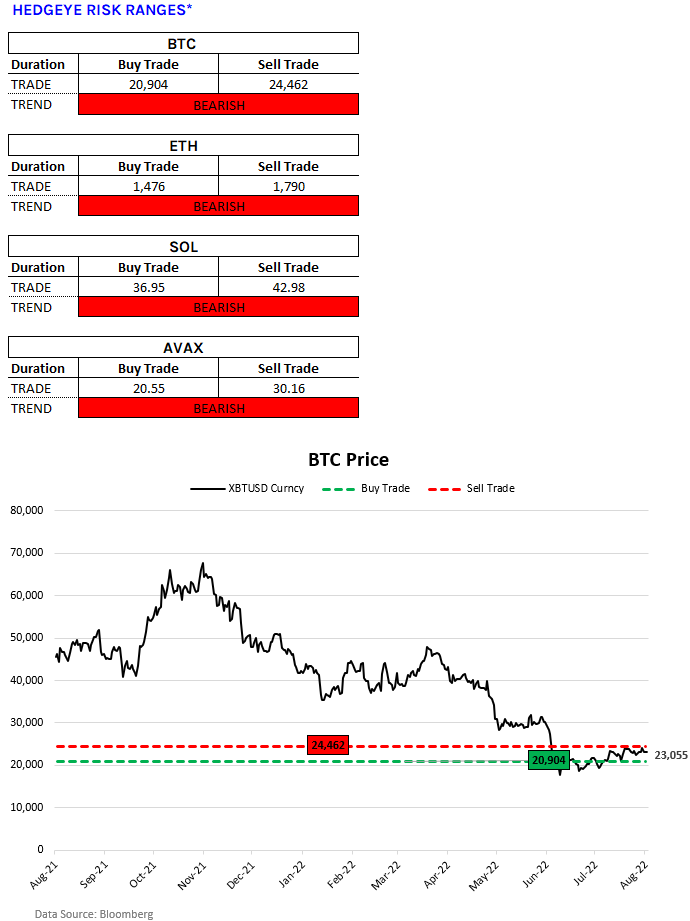 HEDGEYE RISK RANGES*
BTC
Duration Buy Trade Sell Trade
TRADE 20,904 24,462
TREND BEARISH
ETH
Duration Buy Trade Sell Trade
TRADE 1,476 1,790
TREND BEARISH
SOL
Duration Buy Trade Sell Trade
TRADE 36.95 42.98
TREND BEARISH
AVAX
Duration Buy Trade Sell Trade
TRADE 20.55 30.16
TREND BEARISH
BTC Price
XBTUSD Curncy Buy Trade Sell Trade
80,000
70,000
60,000
50,000
40,000
30,000
24,462
20,904
23,055
20,000
10,000
0
Aug-21 Sep-21 Oct-21 Nov-21 Dec-21 Jan-22 Feb-22 Mar-22 Apr-22 May-22 Jun-22 Jul-22 Aug-22
Data Source: Bloomberg